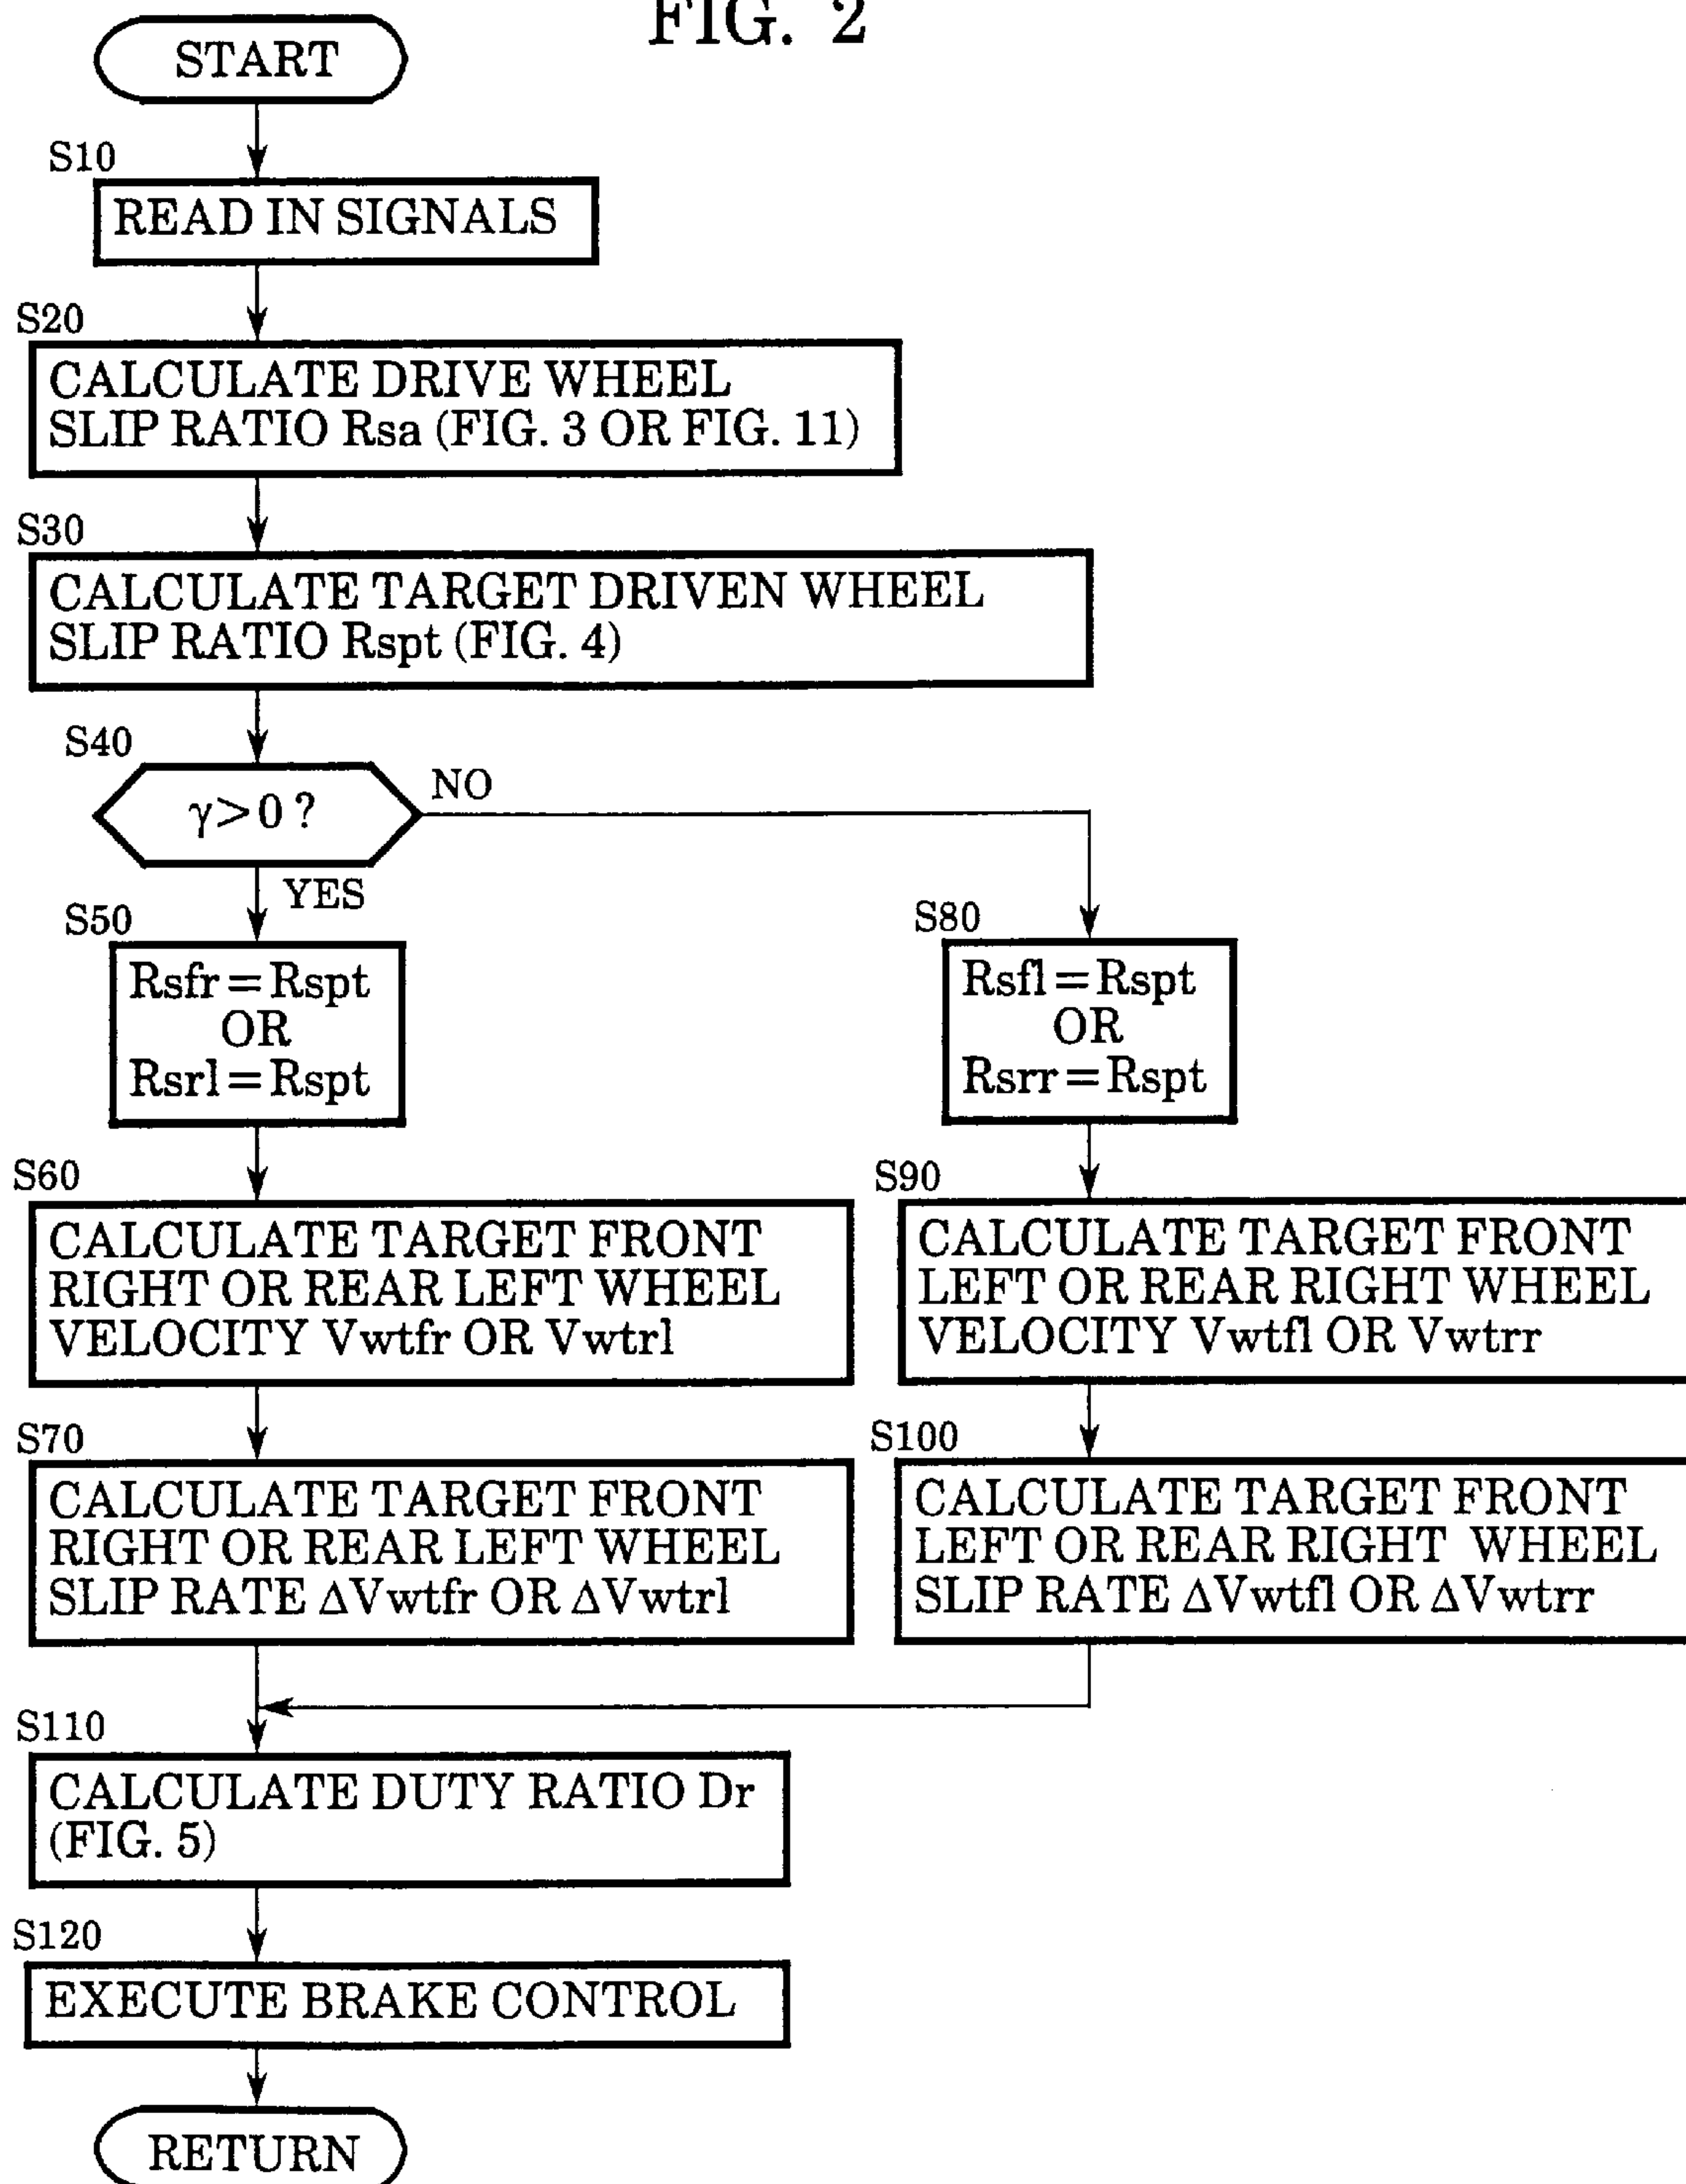 FIG. 2
START
S10
READ IN SIGNALS
S20
CALCULATE DRIVE WHEEL
SLIP RATIO Rsa (FIG. 3 OR FIG. 11)
S30
CALCULATE TARGET DRIVEN WHEEL
SLIP RATIO Rspt (FIG. 4)
S40
γ>0 ?
NO
YES
S50
Rsfr=Rspt
OR
Rsrl=Rspt
S60
CALCULATE TARGET FRONT
RIGHT OR REAR LEFT WHEEL
VELOCITY Vwtfr OR Vwtrl
S70
CALCULATE TARGET FRONT
RIGHT OR REAR LEFT WHEEL
SLIP RATE ΔVwtfr OR ΔVwtrl
S80
Rsfl=Rspt
OR
Rsrr=Rspt
S90
CALCULATE TARGET FRONT
LEFT OR REAR RIGHT WHEEL
VELOCITY Vwtfl OR Vwtrr
S100
CALCULATE TARGET FRONT
LEFT OR REAR RIGHT WHEEL
SLIP RATE ΔVwtfl OR ΔVwtrr
S110
CALCULATE DUTY RATIO Dr
(FIG. 5)
S120
EXECUTE BRAKE CONTROL
RETURN